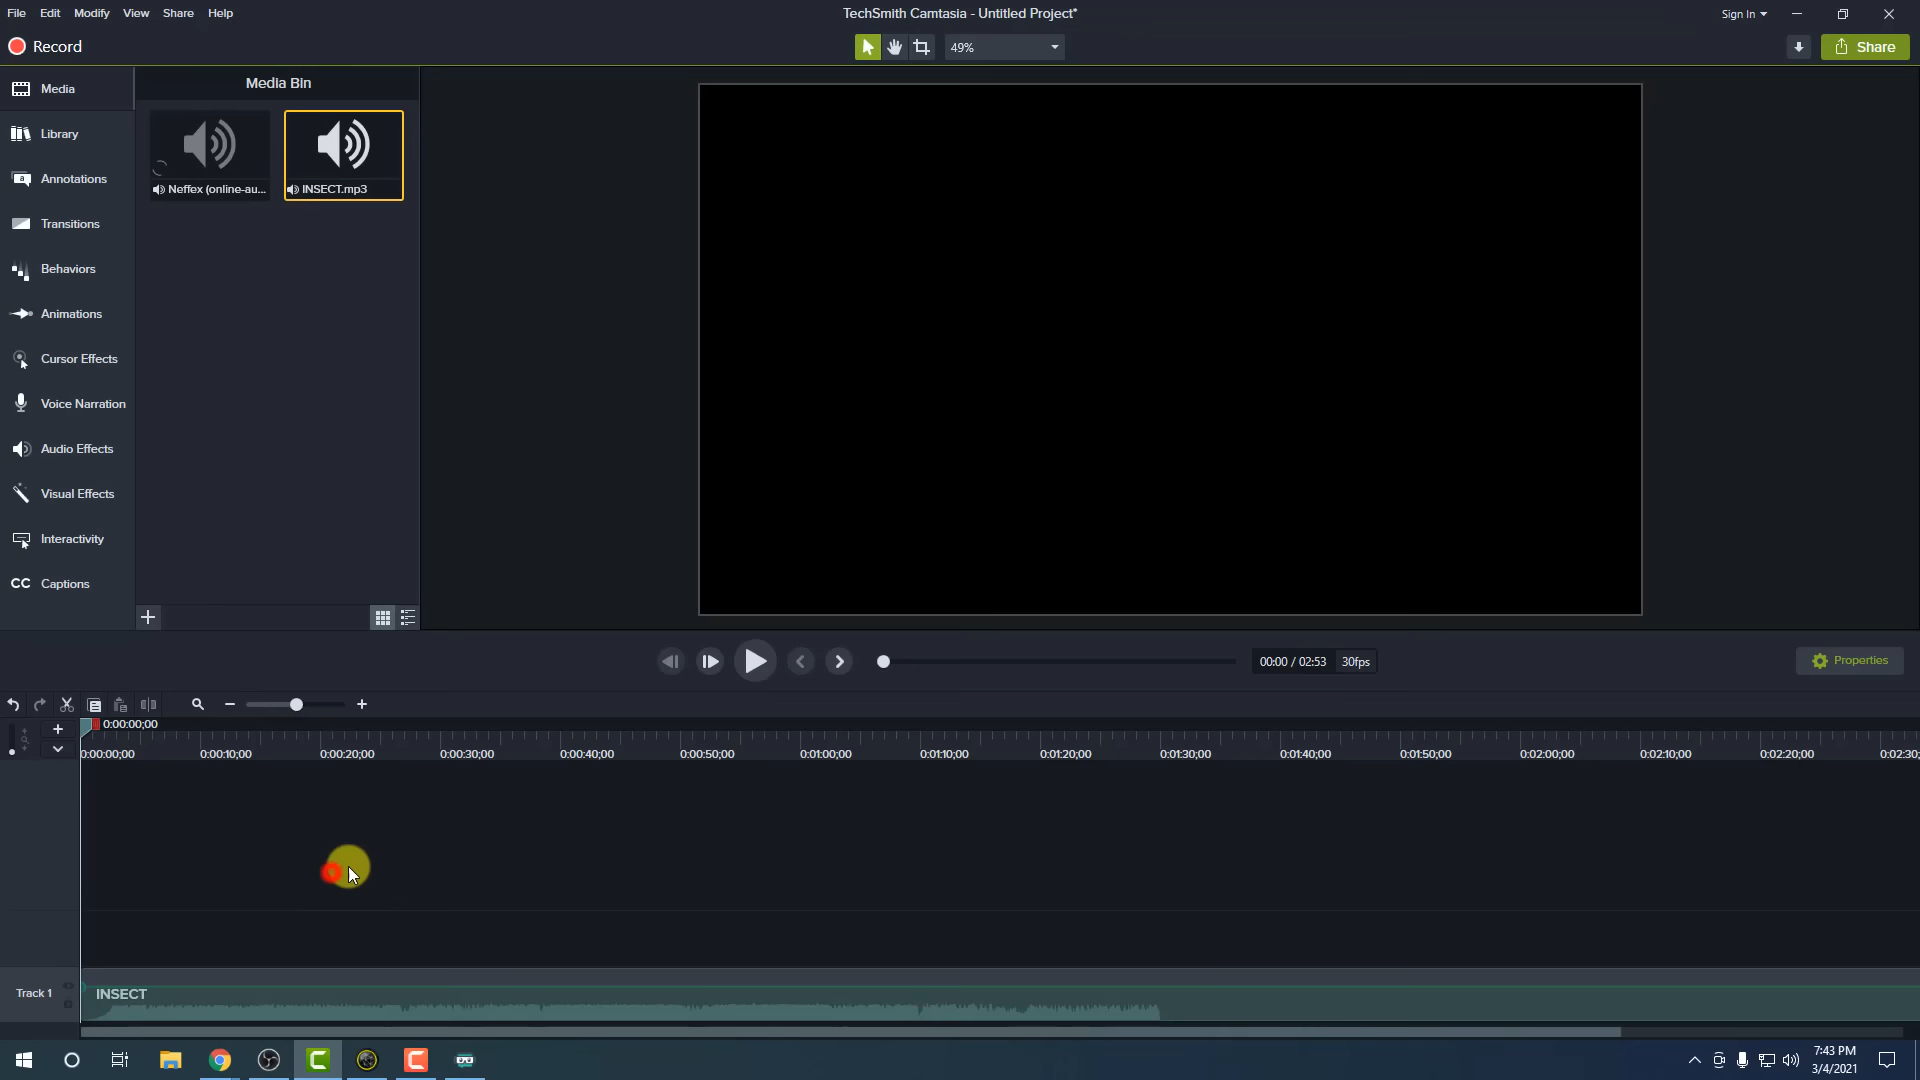 File Edit Modify View Share Help
TechSmith Camtasia - Untitled Project*
Sign In
Record
49%
Share
Media
Library
Annotations
Transitions
Behaviors
Animations
Cursor Effects
Voice Narration
Audio Effects
Visual Effects
Interactivity
CC Captions
Media Bin
Neffex (online-au...
INSECT.mp3
00:00 / 02:53
30fps
Properties
0:00:00;00
0:00:00;00 0:00:10;00 0:00:20;00 0:00:30;00 0:00:40;00 0:00:50;00 0:01:00;00 0:01:10;00 0:01:20;00 0:01:30;00 0:01:40;00 0:01:50;00 0:02:00;00 0:02:10;00 0:02:20;00 0:02:30;
Track 1
INSECT
7:43 PM
3/4/2021